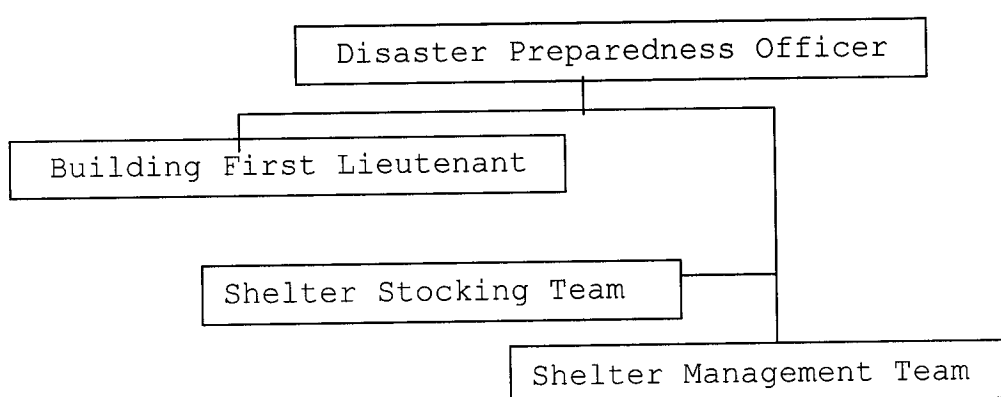 Disaster Preparedness Officer
Building First Lieutenant
Shelter Stocking Team
Shelter Management Team